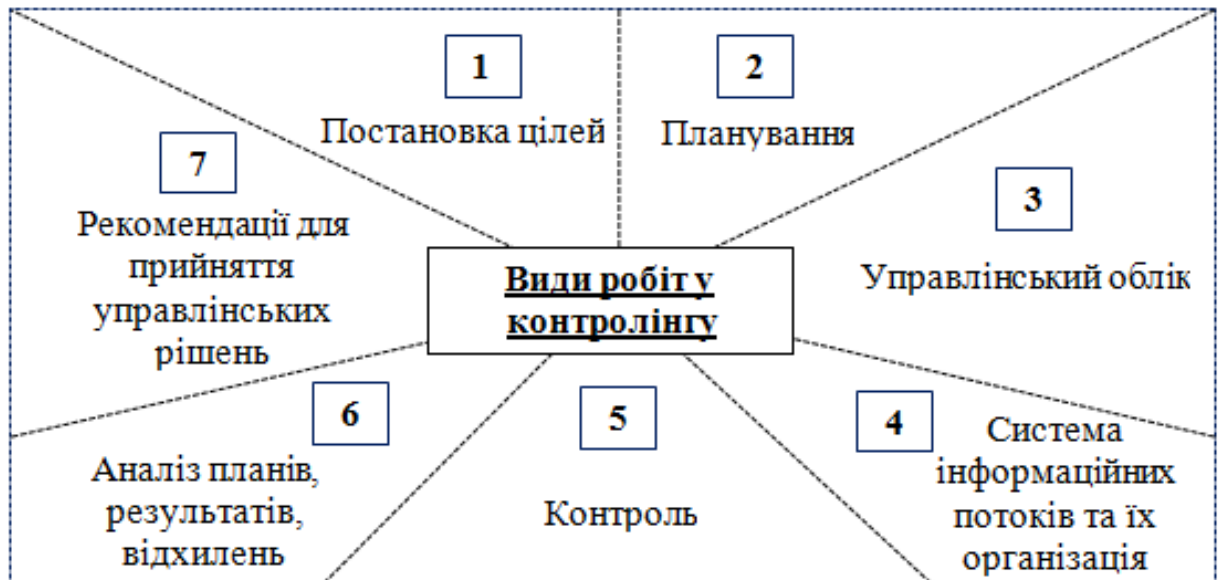 1
Постановка цілей
2
Планування
3
Управлінський облік
4
Система
інформаційних
потоків та їх
організація
5
Контроль
6
Аналіз планів,
результатів,
відхилень
7
Рекомендації для
прийняття
управлінських
рішень
Види робіт у
контролінгу